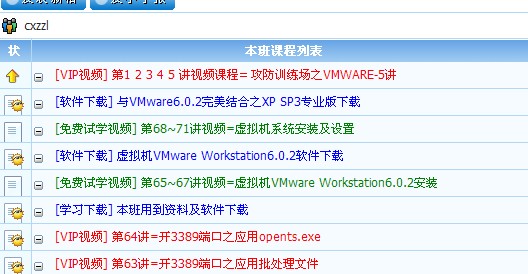 cxzzl
状 本班课程列表
[VIP视频] 第1 2 3 4 5 讲视频课程= 攻防训练场之VMWARE-5讲
[软件下载] 与VMware6.0.2完美结合之XP SP3专业版下载
[免费试学视频] 第68~71讲视频=虚拟机系统安装及设置
[软件下载] 虚拟机VMware Workstation6.0.2软件下载
[免费试学视频] 第65~67讲视频=虚拟机VMware Workstation6.0.2安装
[学习下载] 本班用到资料及软件下载
[VIP视频] 第64讲=开3389端口之应用opents.exe
[VIP视频] 第63讲=开3389端口之应用批处理文件